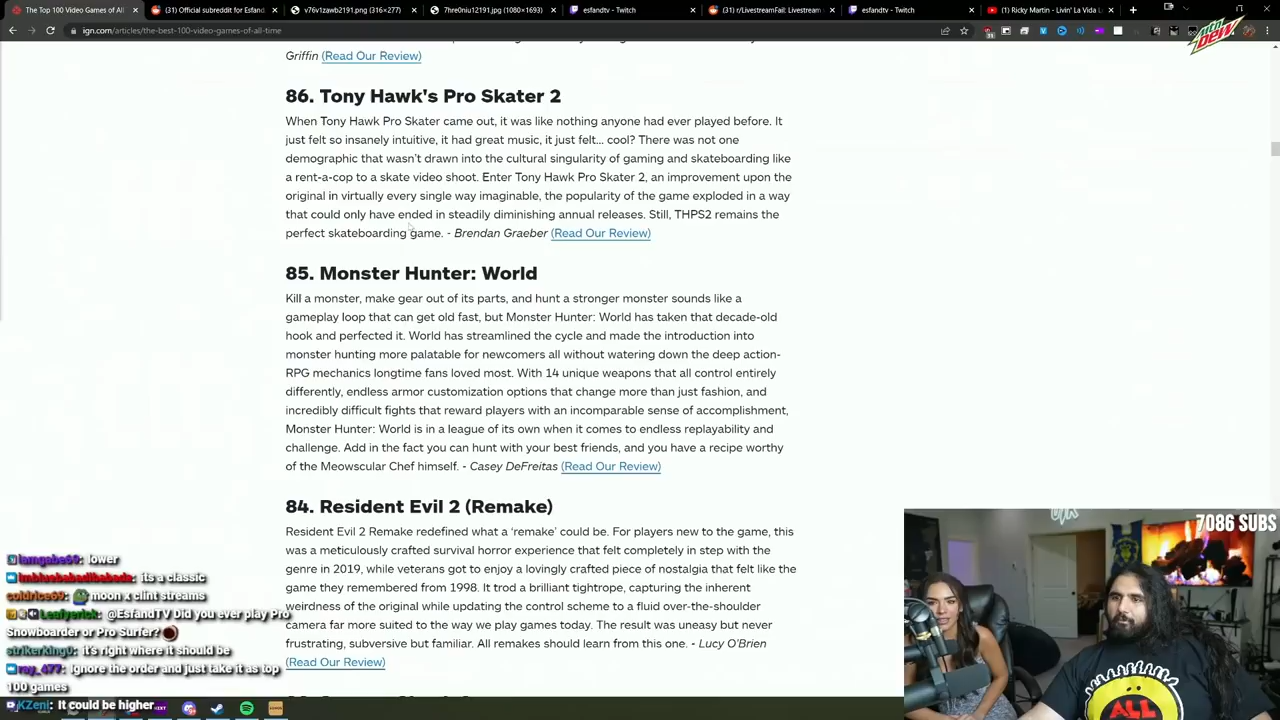 The Top 100 Video Games of All
(31) Official subreddit for Esfand
v76v1zawb2191.png (316×277)
7hre0niu12191.jpg (1080×1693)
esfandtv - Twitch
(31) r/LivestreamFail: Livestream
esfandtv - Twitch
(1) Ricky Martin - Livin' La Vida L
ign.com/articles/the-best-100-video-games-of-all-time
mtn DEW
Griffin (Read Our Review)
86. Tony Hawk's Pro Skater 2
When Tony Hawk Pro Skater came out, it was like nothing anyone had ever played before. It
just felt so insanely intuitive, it had great music, it just felt... cool? There was not one
demographic that wasn't drawn into the cultural singularity of gaming and skateboarding like
a rent-a-cop to a skate video shoot. Enter Tony Hawk Pro Skater 2, an improvement upon the
original in virtually every single way imaginable, the popularity of the game exploded in a way
that could only have ended in steadily diminishing annual releases. Still, THPS2 remains the
perfect skateboarding game. - Brendan Graeber (Read Our Review)
85. Monster Hunter: World
Kill a monster, make gear out of its parts, and hunt a stronger monster sounds like a
gameplay loop that can get old fast, but Monster Hunter: World has taken that decade-old
hook and perfected it. World has streamlined the cycle and made the introduction into
monster hunting more palatable for newcomers all without watering down the deep action-
RPG mechanics longtime fans loved most. With 14 unique weapons that all control entirely
differently, endless armor customization options that change more than just fashion, and
incredibly difficult fights that reward players with an incomparable sense of accomplishment,
Monster Hunter: World is in a league of its own when it comes to endless replayability and
challenge. Add in the fact you can hunt with your best friends, and you have a recipe worthy
of the Meowscular Chef himself. - Casey DeFreitas (Read Our Review)
84. Resident Evil 2 (Remake)
Resident Evil 2 Remake redefined what a 'remake' could be. For players new to the game, this
was a meticulously crafted survival horror experience that felt completely in step with the
genre in 2019, while veterans got to enjoy a lovingly crafted piece of nostalgia that felt like the
game they remembered from 1998. It trod a brilliant tightrope, capturing the inherent
weirdness of the original while updating the control scheme to a fluid over-the-shoulder
camera far more suited to the way we play games today. The result was uneasy but never
frustrating, subversive but familiar. All remakes should learn from this one. - Lucy O'Brien
(Read Our Review)
iamgabe69: lower
imbluebadadibabada: its a classic
coldrice69: moon x clint streams
Leafyerick: @EsfandTV Did you ever play Pro
Snowboarder or Pro Surfer?
strikerking0: it's right where it should be
ray_477: Ignore the order and just take it as top
100 games
KZeni: It could be higher
7086 SUBS
ALL